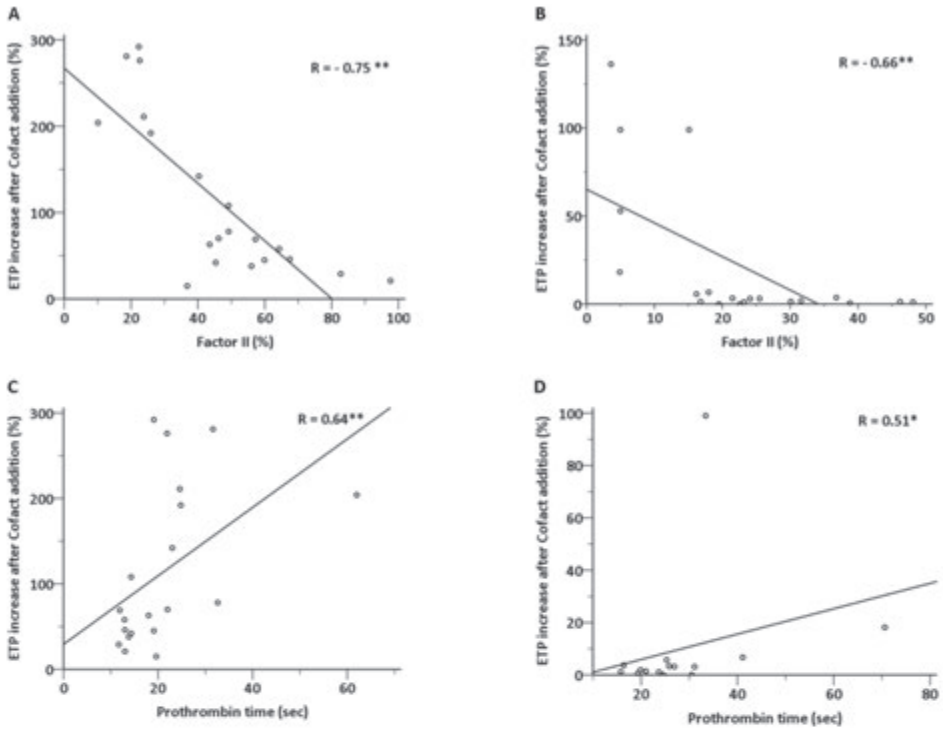 A
ETP increase after Cofact addition (%)
300
200
100
0
R = - 0.75 **
0 20 40 60 80 100
Factor II (%)
B
ETP increase after Cofact addition (%)
150
100
50
0
R = - 0.66**
0 10 20 30 40 50
Factor II (%)
C
ETP increase after Cofact addition (%)
300
200
100
0
R = 0.64**
0 20 40 60
Prothrombin time (sec)
D
ETP increase after Cofact addition (%)
100
80
60
40
20
0
R = 0.51*
20 40 60 80
Prothrombin time (sec)